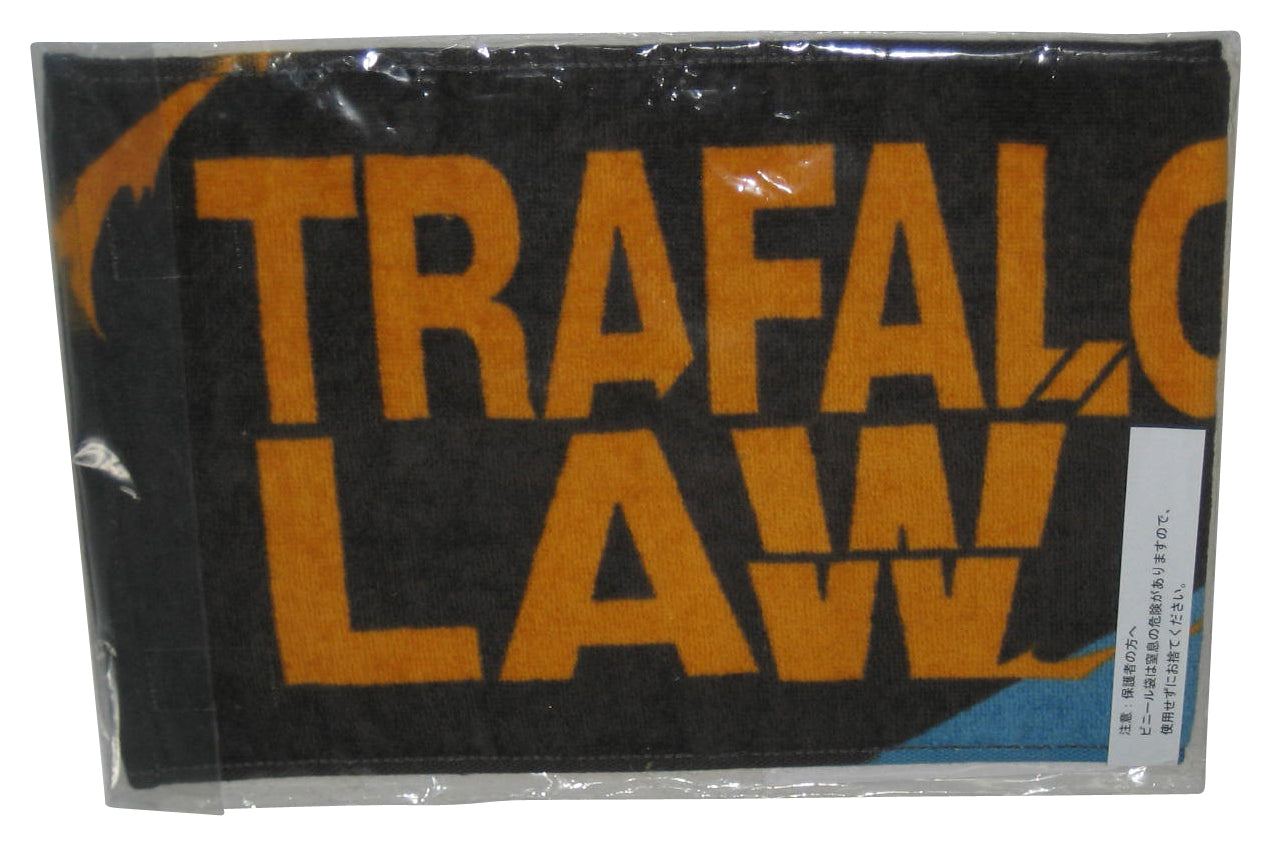 TRAFAL
LAW
注意：保護者の方へ
ビニール袋は窒息の危険がありますので、
使用せずにお捨てください。